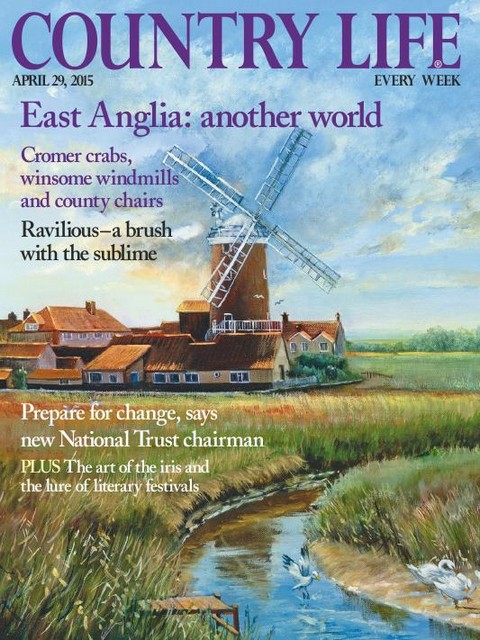 COUNTRY LIFE®
APRIL 29, 2015 EVERY WEEK
East Anglia: another world
Cromer crabs,
winsome windmills
and county chairs
Ravilious–a brush
with the sublime
Prepare for change, says
new National Trust chairman
PLUS The art of the iris and
the lure of literary festivals